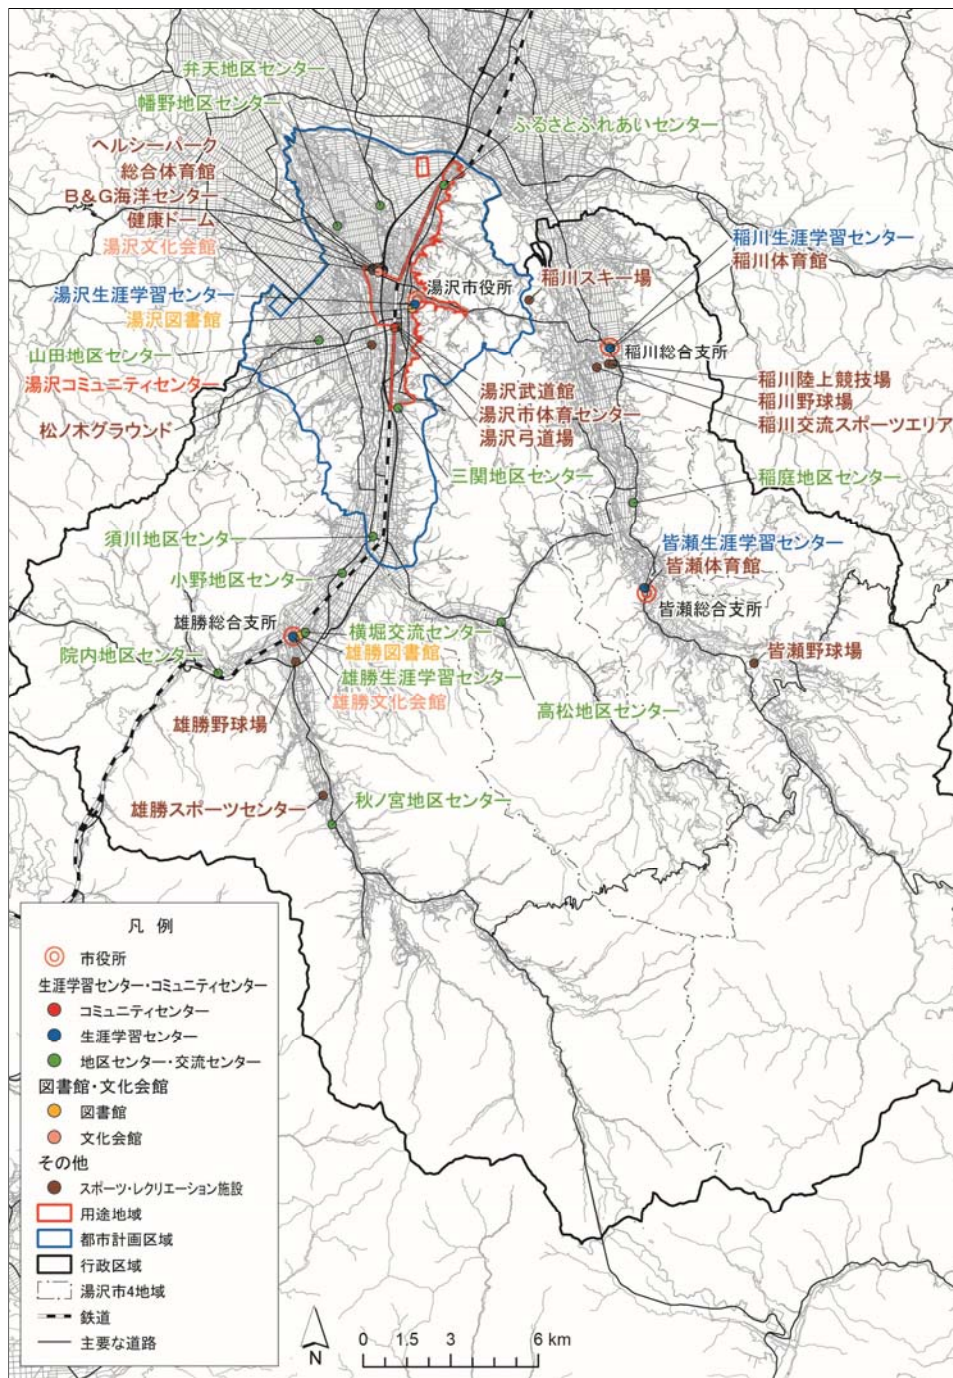 弁天地区センター
幡野地区センター
ふるさとふれあいセンター
ヘルシーパーク
総合体育館
B&G海洋センター
健康ドーム
湯沢文化会館
稲川生涯学習センター
稲川体育館
稲川スキー場
湯沢生涯学習センター
湯沢市役所
湯沢図書館
山田地区センター
稲川総合支所
湯沢コミュニティセンター
稲川陸上競技場
稲川野球場
稲川交流スポーツエリア
湯沢武道館
湯沢市体育センター
湯沢弓道場
松ノ木グラウンド
三関地区センター
稲庭地区センター
須川地区センター
皆瀬生涯学習センター
皆瀬体育館
小野地区センター
皆瀬総合支所
雄勝総合支所
横堀交流センター
雄勝図書館
雄勝生涯学習センター
雄勝文化会館
院内地区センター
皆瀬野球場
高松地区センター
雄勝野球場
雄勝スポーツセンター
秋ノ宮地区センター
凡 例
市役所
生涯学習センター・コミュニティセンター
コミュニティセンター
生涯学習センター
地区センター・交流センター
図書館・文化会館
図書館
文化会館
その他
スポーツ・レクリエーション施設
用途地域
都市計画区域
行政区域
湯沢市4地域
鉄道
主要な道路
N
0 1.5 3 6 km